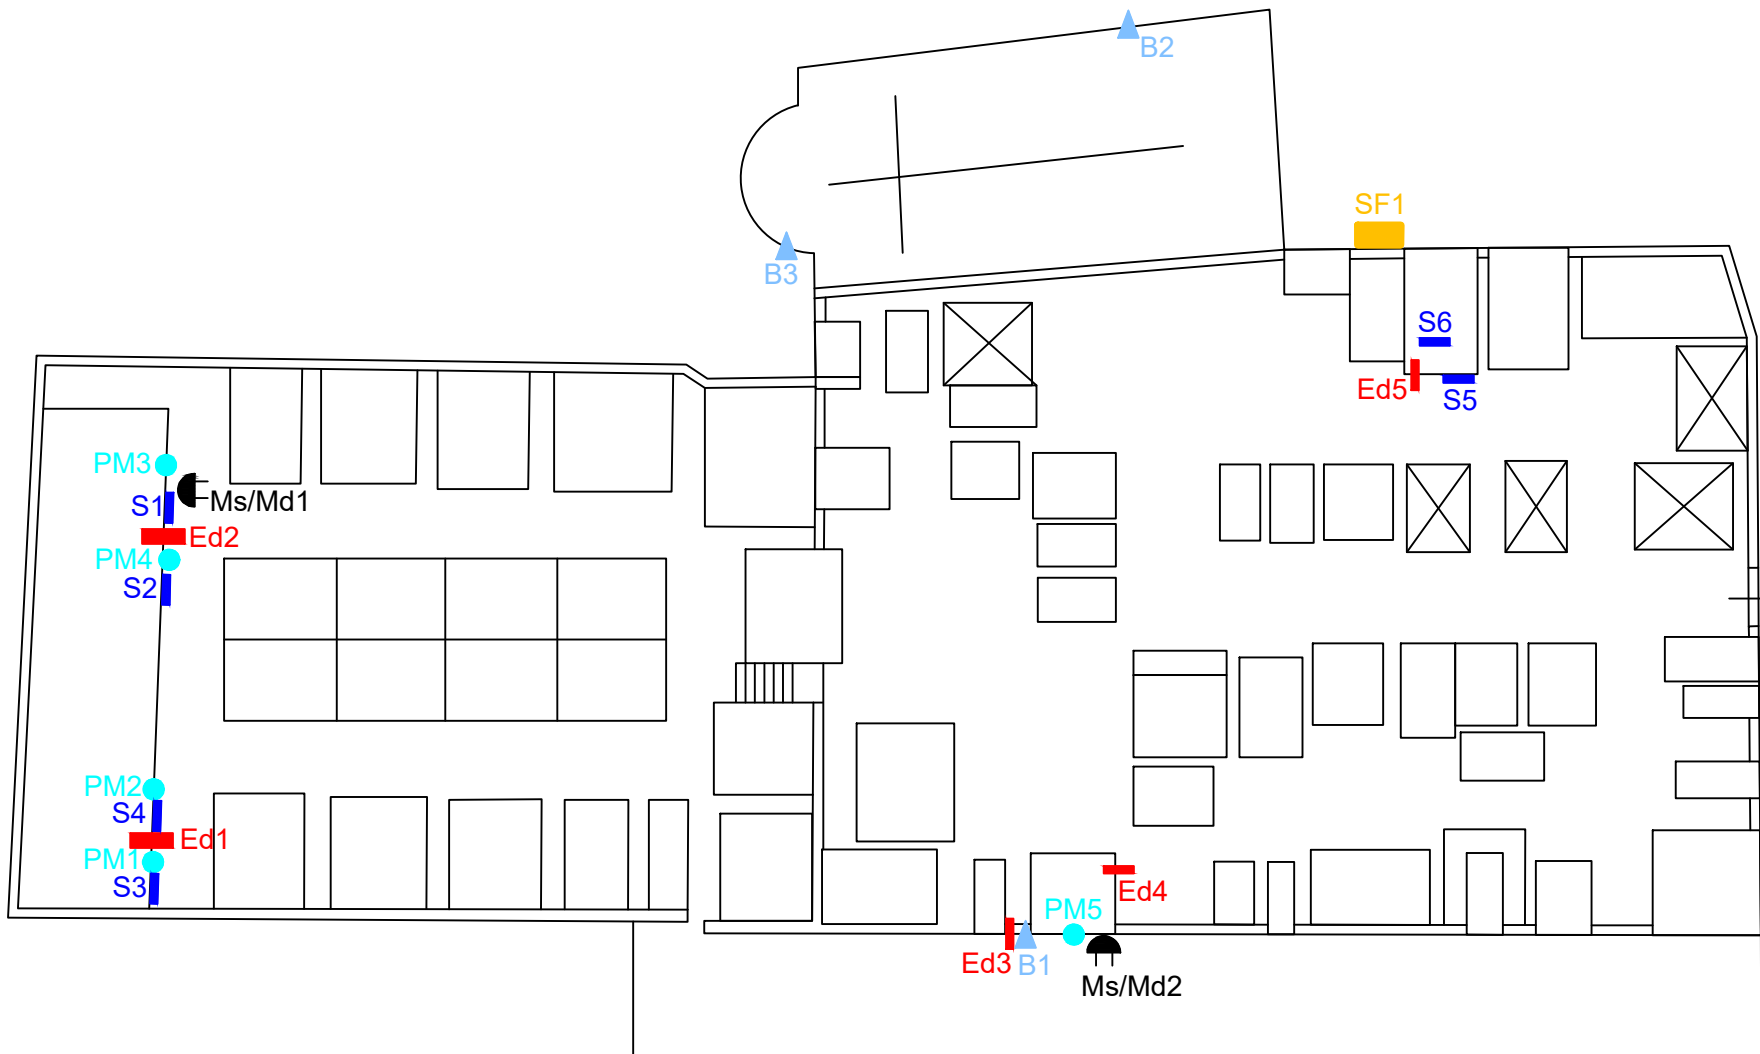 B2
SF1
B3
S6
Ed5
S5
PM3
S1
Ms/Md1
Ed2
PM4
S2
PM2
S4
Ed1
PM1
S3
Ed4
PM5
Ed3
B1
Ms/Md2